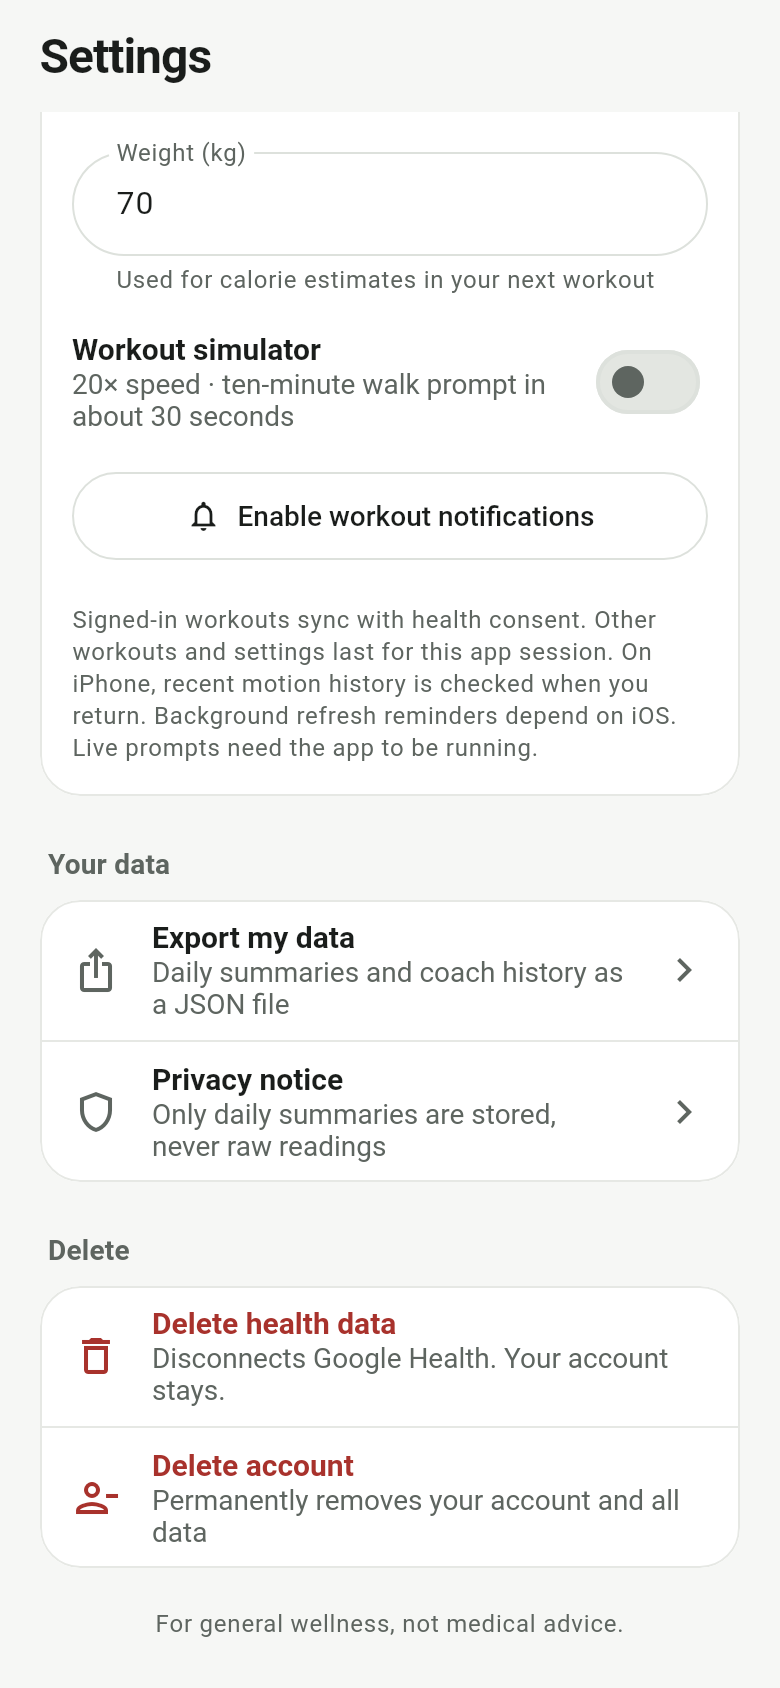 Settings
Weight (kg)
70
Used for calorie estimates in your next workout
Workout simulator
20× speed · ten-minute walk prompt in
about 30 seconds
Enable workout notifications
Signed-in workouts sync with health consent. Other
workouts and settings last for this app session. On
iPhone, recent motion history is checked when you
return. Background refresh reminders depend on iOS.
Live prompts need the app to be running.
Your data
Export my data
Daily summaries and coach history as
a JSON file
Privacy notice
Only daily summaries are stored,
never raw readings
Delete
Delete health data
Disconnects Google Health. Your account
stays.
Delete account
Permanently removes your account and all
data
For general wellness, not medical advice.